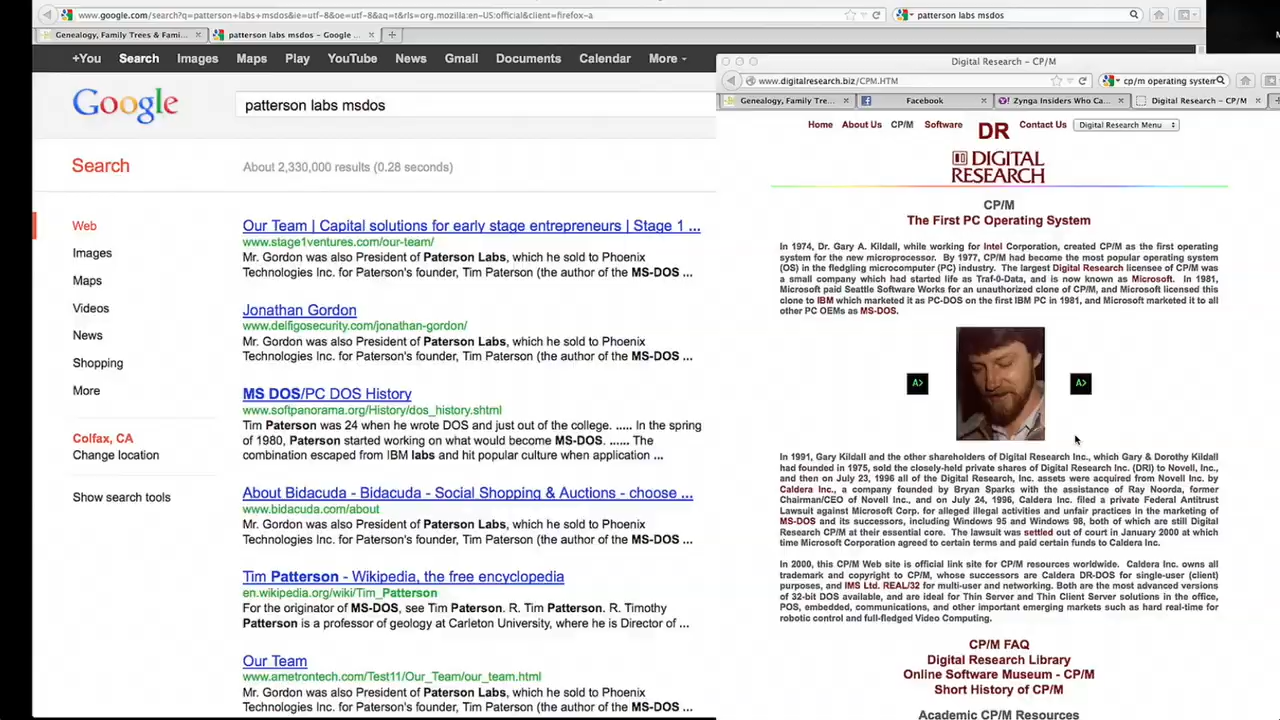 www.google.com/search?q=patterson+labs+msdos&ie=utf-8&oe=utf-8&aq=t&rls=org.mozilla:en-US:official&client=firefox-a
patterson labs msdos
Genealogy, Family Trees & Fami...
patterson labs msdos - Google ...
+You Search Images Maps Play YouTube News Gmail Documents Calendar More
Google
patterson labs msdos
Search
About 2,330,000 results (0.28 seconds)
Web
Images
Maps
Videos
News
Shopping
More
Colfax, CA
Change location
Show search tools
Our Team | Capital solutions for early stage entrepreneurs | Stage 1 ...
www.stage1ventures.com/our-team/
Mr. Gordon was also President of Paterson Labs, which he sold to Phoenix
Technologies Inc. for Paterson's founder, Tim Paterson (the author of the MS-DOS ...
Jonathan Gordon
www.delfigosecurity.com/jonathan-gordon/
Mr. Gordon was also President of Paterson Labs, which he sold to Phoenix
Technologies Inc. for Paterson's founder, Tim Paterson (the author of the MS-DOS ...
MS DOS/PC DOS History
www.softpanorama.org/History/dos_history.shtml
Tim Paterson was 24 when he wrote DOS and just out of the college. ..... In the spring
of 1980, Paterson started working on what would become MS-DOS. ...... The
combination escaped from IBM labs and hit popular culture when application ...
About Bidacuda - Bidacuda - Social Shopping & Auctions - choose ...
www.bidacuda.com/about
Mr. Gordon was also President of Paterson Labs, which he sold to Phoenix
Technologies Inc. for Paterson's founder, Tim Paterson (the author of the MS-DOS ...
Tim Patterson - Wikipedia, the free encyclopedia
en.wikipedia.org/wiki/Tim_Patterson
For the originator of MS-DOS, see Tim Paterson. R. Tim Patterson. R. Timothy
Patterson is a professor of geology at Carleton University, where he is Director of ...
Our Team
www.ametrontech.com/Test11/Our_Team/our_team.html
Mr. Gordon was also President of Paterson Labs, which he sold to Phoenix
Technologies Inc. for Paterson's founder, Tim Paterson (the author of the MS-DOS ...
Digital Research - CP/M
www.digitalresearch.biz/CPM.HTM
cp/m operating system
Genealogy, Family Tree...
Facebook
Zynga Insiders Who Ca...
Digital Research - CP/M
Home About Us CP/M Software DR Contact Us Digital Research Menu
DIGITAL
RESEARCH
CP/M
The First PC Operating System
In 1974, Dr. Gary A. Kildall, while working for Intel Corporation, created CP/M as the first operating
system for the new microprocessor. By 1977, CP/M had become the most popular operating system
(OS) in the fledgling microcomputer (PC) industry. The largest Digital Research licensee of CP/M was
a small company which had started life as Traf-0-Data, and is now known as Microsoft. In 1981,
Microsoft paid Seattle Software Works for an unauthorized clone of CP/M, and Microsoft licensed this
clone to IBM which marketed it as PC-DOS on the first IBM PC in 1981, and Microsoft marketed it to all
other PC OEMs as MS-DOS.
A>
A>
In 1991, Gary Kildall and the other shareholders of Digital Research Inc., which Gary & Dorothy Kildall
had founded in 1975, sold the closely-held private shares of Digital Research Inc. (DRI) to Novell, Inc.,
and then on July 23, 1996 all of the Digital Research, Inc. assets were acquired from Novell Inc. by
Caldera Inc., a company founded by Bryan Sparks with the assistance of Ray Noorda, former
Chairman/CEO of Novell Inc., and on July 24, 1996, Caldera Inc. filed a private Federal Antitrust
Lawsuit against Microsoft Corp. for alleged illegal activities and unfair practices in the marketing of
MS-DOS and its successors, including Windows 95 and Windows 98, both of which are still Digital
Research CP/M at their essential core. The lawsuit was settled out of court in January 2000 at which
time Microsoft Corporation agreed to certain terms and paid certain funds to Caldera Inc.
In 2000, this CP/M Web site is official link site for CP/M resources worldwide. Caldera Inc. owns all
trademark and copyright to CP/M, whose successors are Caldera DR-DOS for single-user (client)
purposes, and IMS Ltd. REAL/32 for multi-user and networking. Both are the most advanced versions
of 32-bit DOS available, and are ideal for Thin Server and Thin Client Server solutions in the office,
POS, embedded, communications, and other important emerging markets such as hard real-time for
robotic control and full-fledged Video Computing.
CP/M FAQ
Digital Research Library
Online Software Museum - CP/M
Short History of CP/M
Academic CP/M Resources